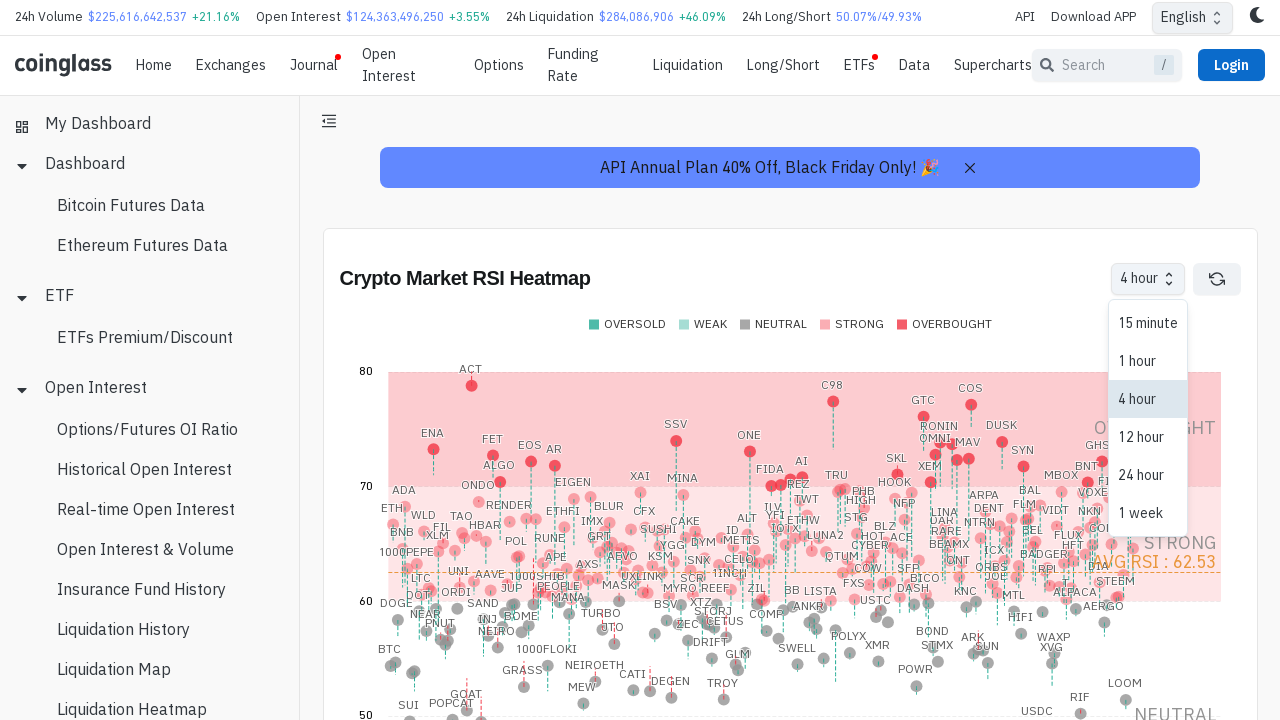 24h Volume $225,616,642,537 +21.16% Open Interest $124,363,496,250 +3.55% 24h Liquidation $284,086,906 +46.09% 24h Long/Short 50.07%/49.93% API Download APP English
coinglass Home Exchanges Journal Open Interest Options Funding Rate Liquidation Long/Short ETFs Data Supercharts Search / Login
My Dashboard
Dashboard
Bitcoin Futures Data
Ethereum Futures Data
ETF
ETFs Premium/Discount
Open Interest
Options/Futures OI Ratio
Historical Open Interest
Real-time Open Interest
Open Interest & Volume
Insurance Fund History
Liquidation History
Liquidation Map
Liquidation Heatmap
API Annual Plan 40% Off, Black Friday Only! 🎉
Crypto Market RSI Heatmap
4 hour
15 minute
1 hour
4 hour
12 hour
24 hour
1 week
OVERSOLD WEAK NEUTRAL STRONG OVERBOUGHT
80
ACT
C98
COS
GTC
SSV
ENA
ONE
FET
EOS
AR
RONIN
OMNI
MAV
DUSK
SYN
GHS
ALGO
FIDA
AI
SKL
XEM
BNT
70
ADA
ONDO
EIGEN
XAI
MINA
REZ
TRU
HOOK
MBOX
ETH
WLD
TAO
RENDER
ETHFI
BLUR
CFX
TWT
HIGH
NFP
ARPA
BAL
VOXE
BNB
FIL
XLM
HBAR
IMX
SUSHI
CAKE
ALT
JLV
YFI
ETHW
STG
BLZ
LINA
DENT
FLM
VIDT
NKN
1000PEPE
POL
RUNE
GRT
YGG
DYM
ID
METIS
IOTX
LUNA2
HOT
ACE
RARE
NTRN
BEL
FLUX
HFT
APE
ARVO
KSM
CELO
QTUM
CYBER
BEAMX
ICX
BADGER
LTC
UNI
AAVE
1000SHIB
AXS
UXLINK
SCR
1INCH
COW
SFP
ONT
ORBS
RPL
DOT
ORDI
JUP
PEOPLE
MASK
MYRO
REEF
ZIL
BB
FXS
BICO
JOE
STEEM
60
DOGE
SAND
MANA
BSV
XTZ
LISTA
USTC
DASH
KNC
MTL
ALPACA
AERGO
NEAR
PNUT
INJ
NEIRO
BOME
TURBO
JTO
ZEC
STORJ
CETUS
COMP
ANKR
HIFI
BTC
1000FLOKI
DRIFT
GLM
SWELL
POLYX
XMR
BOND
STMX
ARK
SUN
WAXP
XVG
GRASS
NEIROETH
MEW
CATI
DEGEN
TROY
POWR
LOOM
SUI
GOAT
POPCAT
USDC
RIF
50
STRONG
AVG RSI : 62.53
NEUTRAL